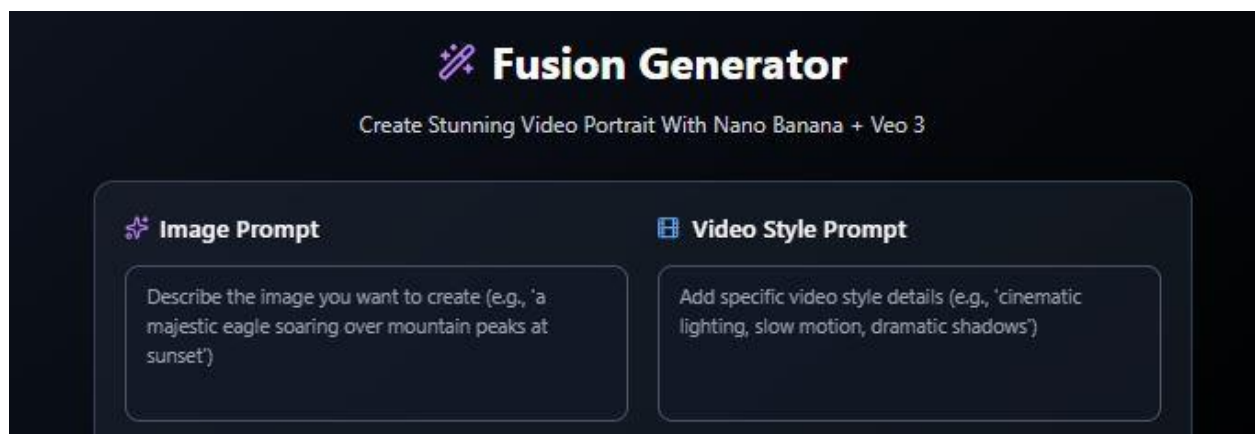 Fusion Generator
Create Stunning Video Portrait With Nano Banana + Veo 3
Image Prompt
Describe the image you want to create (e.g., 'a
majestic eagle soaring over mountain peaks at
sunset')
Video Style Prompt
Add specific video style details (e.g., 'cinematic
lighting, slow motion, dramatic shadows')